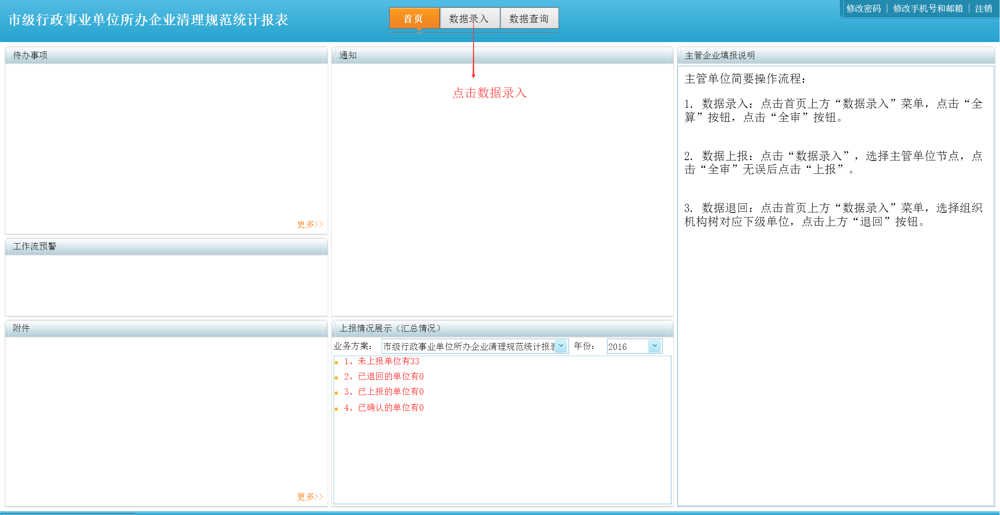 市级行政事业单位所办企业清理规范统计报表
首页
数据录入
数据查询
修改密码 | 修改手机号和邮箱 | 注销
待办事项
更多>>
工作流预警
附件
更多>>
通知
点击数据录入
上报情况展示（汇总情况）
业务方案： 市级行政事业单位所办企业清理规范统计报表 年份： 2016
1、未上报单位有33
2、已退回的单位有0
3、已上报的单位有0
4、已确认的单位有0
主管企业填报说明
主管单位简要操作流程：
1. 数据录入：点击首页上方“数据录入”菜单，点击“全
算”按钮，点击“全审”按钮。
2. 数据上报：点击“数据录入”，选择主管单位节点，点
击“全审”无误后点击“上报”。
3. 数据退回：点击首页上方“数据录入”菜单，选择组织
机构树对应下级单位，点击上方“退回”按钮。